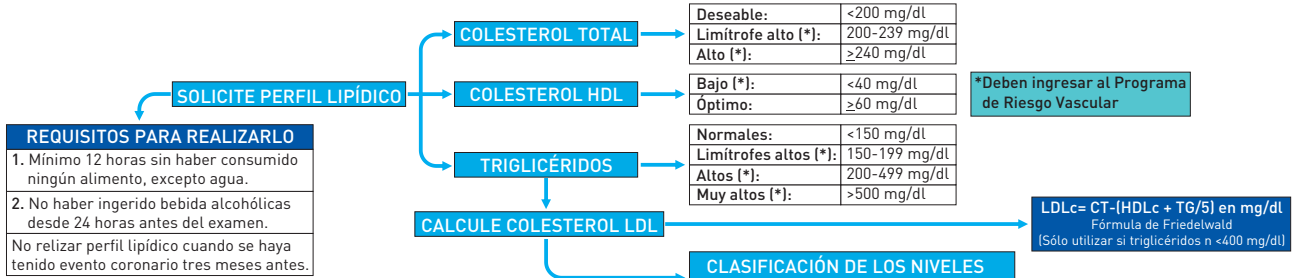 SOLICITE PERFIL LIPÍDICO
REQUISITOS PARA REALIZARLO
1. Mínimo 12 horas sin haber consumido
ningún alimento, excepto agua.
2. No haber ingerido bebida alcohólicas
desde 24 horas antes del examen.
No relizar perfil lipídico cuando se haya
tenido evento coronario tres meses antes.
COLESTEROL TOTAL
Deseable: <200 mg/dl
Limítrofe alto (*): 200-239 mg/dl
Alto (*): ≥240 mg/dl
COLESTEROL HDL
Bajo (*): <40 mg/dl
Óptimo: ≥60 mg/dl
*Deben ingresar al Programa
de Riesgo Vascular
TRIGLICÉRIDOS
Normales: <150 mg/dl
Limítrofes altos (*): 150-199 mg/dl
Altos (*): 200-499 mg/dl
Muy altos (*): >500 mg/dl
CALCULE COLESTEROL LDL
LDLc= CT-(HDLc + TG/5) en mg/dl
Fórmula de Friedelwald
(Sólo utilizar si triglicéridos n <400 mg/dl)
CLASIFICACIÓN DE LOS NIVELES